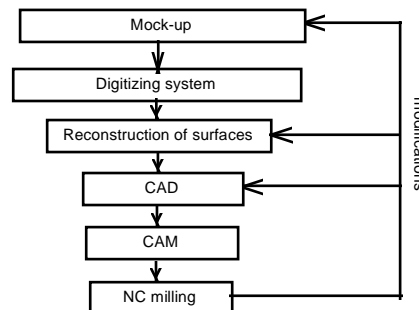 Mock-up
Digitizing system
Reconstruction of surfaces
CAD
CAM
NC milling
modifications